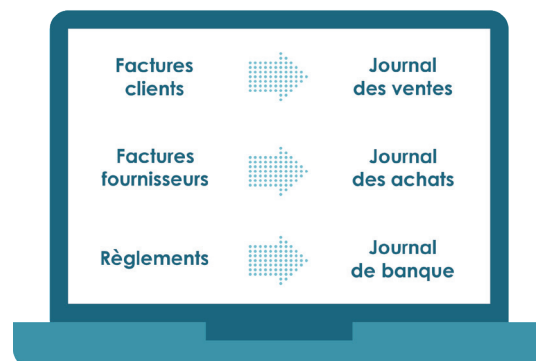 Factures
clients
Journal
des ventes
Factures
fournisseurs
Journal
des achats
Règlements
Journal
de banque